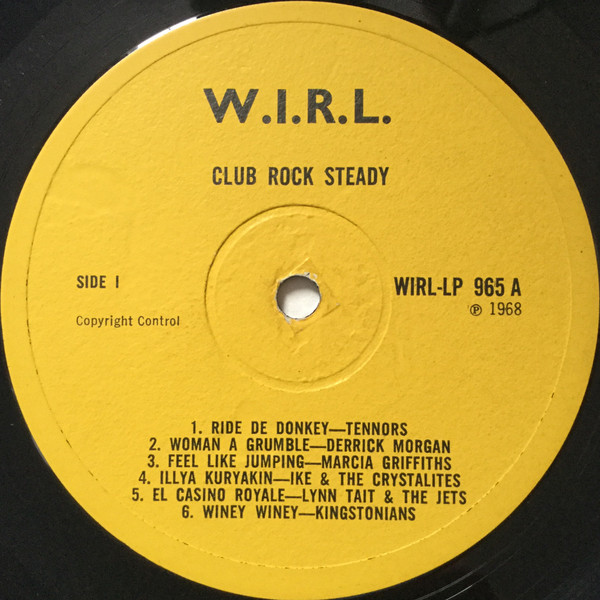 W.I.R.L.
CLUB ROCK STEADY
SIDE I
WIRL-LP 965 A
Copyright Control
℗ 1968
1. RIDE DE DONKEY—TENNORS
2. WOMAN A GRUMBLE—DERRICK MORGAN
3. FEEL LIKE JUMPING—MARCIA GRIFFITHS
4. ILLYA KURYAKIN—IKE & THE CRYSTALITES
5. EL CASINO ROYALE—LYNN TAIT & THE JETS
6. WINEY WINEY—KINGSTONIANS